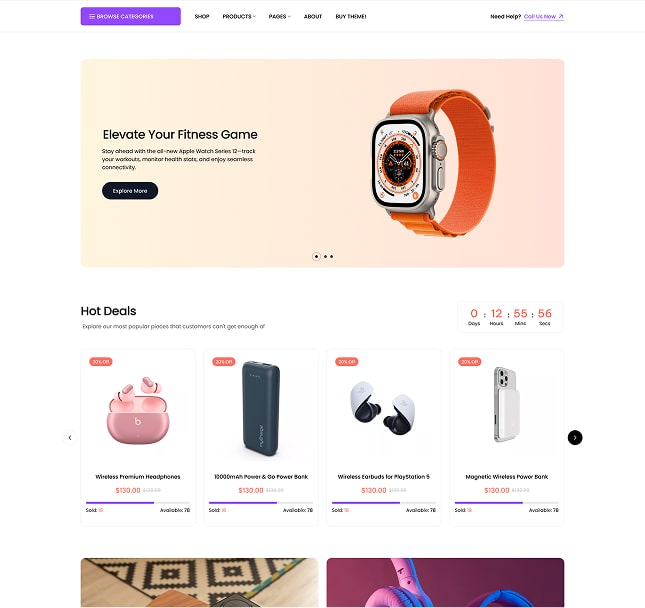 BROWSE CATEGORIES
SHOP
PRODUCTS
PAGES
ABOUT
BUY THEME!
Need Help? Call Us Now
Elevate Your Fitness Game
Stay ahead with the all-new Apple Watch Series 12—track
your workouts, monitor health stats, and enjoy seamless
connectivity.
Explore More
Hot Deals
Explore our most popular pieces that customers can't get enough of
0 : 12 : 55 : 56
Days Hours Mins Secs
20% Off
Wireless Premium Headphones
$130.00
Sold: 18 Available: 78
20% Off
10000mAh Power & Go Power Bank
$130.00
Sold: 18 Available: 78
20% Off
Wireless Earbuds for PlayStation 5
$130.00
Sold: 18 Available: 78
20% Off
Magnetic Wireless Power Bank
$130.00
Sold: 18 Available: 78